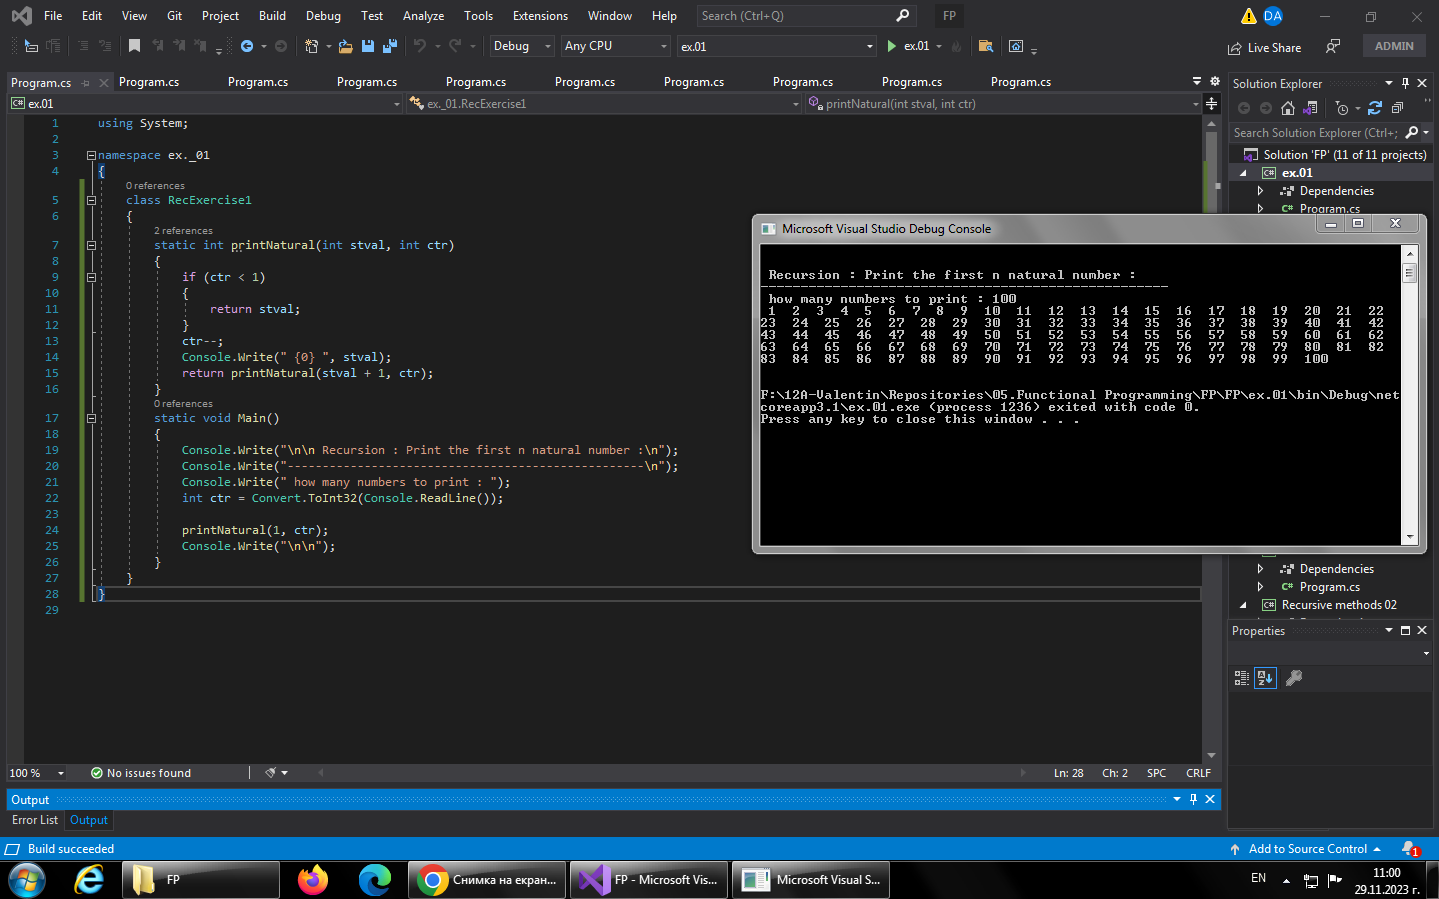 File Edit View Git Project Build Debug Test Analyze Tools Extensions Window Help Search (Ctrl+Q) FP DA
Debug Any CPU ex.01 ex.01 Live Share ADMIN
Program.cs Program.cs Program.cs Program.cs Program.cs Program.cs Program.cs Program.cs Program.cs Program.cs
C# ex.01 ex._01.RecExercise1 printNatural(int stval, int ctr)
1 using System;
2
3 namespace ex._01
4 {
0 references
5 class RecExercise1
6 {
2 references
7 static int printNatural(int stval, int ctr)
8 {
9 if (ctr < 1)
10 {
11 return stval;
12 }
13 ctr--;
14 Console.Write(" {0} ", stval);
15 return printNatural(stval + 1, ctr);
16 }
0 references
17 static void Main()
18 {
19 Console.Write("\n\n Recursion : Print the first n natural number :\n");
20 Console.Write("---------------------------------------------------\n");
21 Console.Write(" how many numbers to print : ");
22 int ctr = Convert.ToInt32(Console.ReadLine());
23
24 printNatural(1, ctr);
25 Console.Write("\n\n");
26 }
27 }
28 }
29
Microsoft Visual Studio Debug Console
Recursion : Print the first n natural number :
---------------------------------------------------
how many numbers to print : 100
1 2 3 4 5 6 7 8 9 10 11 12 13 14 15 16 17 18 19 20 21 22
23 24 25 26 27 28 29 30 31 32 33 34 35 36 37 38 39 40 41 42
43 44 45 46 47 48 49 50 51 52 53 54 55 56 57 58 59 60 61 62
63 64 65 66 67 68 69 70 71 72 73 74 75 76 77 78 79 80 81 82
83 84 85 86 87 88 89 90 91 92 93 94 95 96 97 98 99 100
F:\12A-Valentin\Repositories\05.Functional Programming\FP\FP\ex.01\bin\Debug\net
coreapp3.1\ex.01.exe (process 1236) exited with code 0.
Press any key to close this window . . .
Solution Explorer
Search Solution Explorer (Ctrl+;
Solution 'FP' (11 of 11 projects)
C# ex.01
Dependencies
C# Program.cs
Dependencies
C# Program.cs
C# Recursive methods 02
Properties
100 % No issues found Ln: 28 Ch: 2 SPC CRLF
Output
Error List Output
Build succeeded Add to Source Control 1
FP Снимка на екран... FP - Microsoft Vis... Microsoft Visual S... EN 11:00
29.11.2023 г.